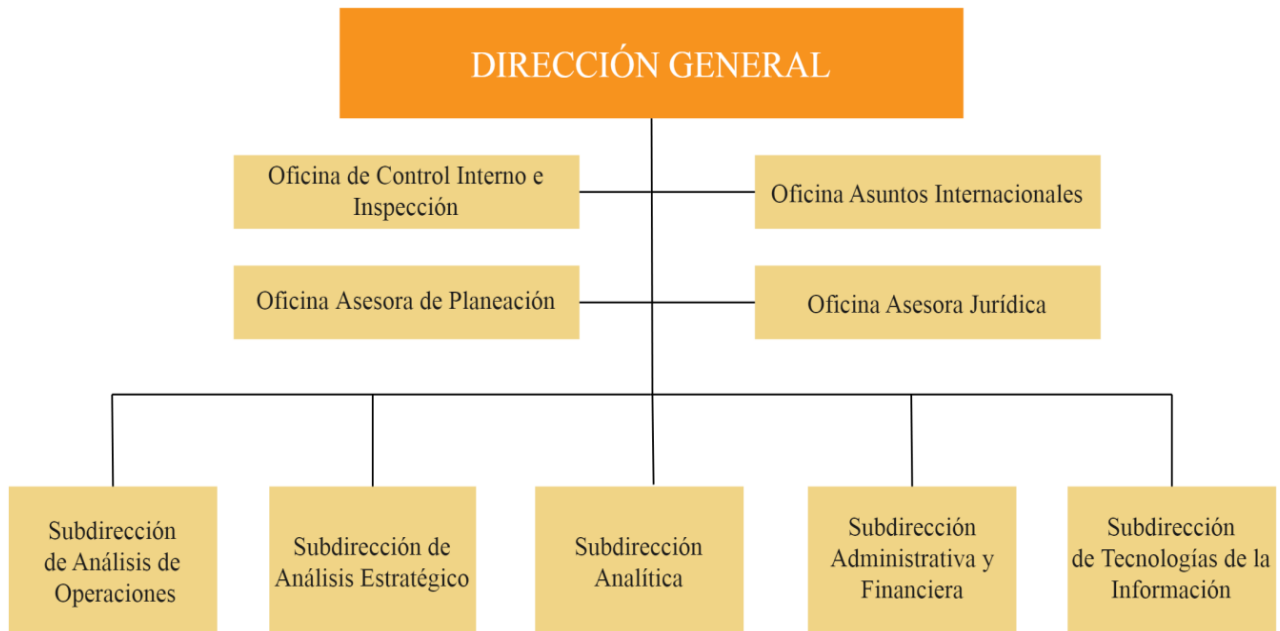 DIRECCIÓN GENERAL
Oficina de Control Interno e
Inspección
Oficina Asuntos Internacionales
Oficina Asesora de Planeación
Oficina Asesora Jurídica
Subdirección
de Análisis de
Operaciones
Subdirección de
Análisis Estratégico
Subdirección
Analítica
Subdirección
Administrativa y
Financiera
Subdirección
de Tecnologías de la
Información